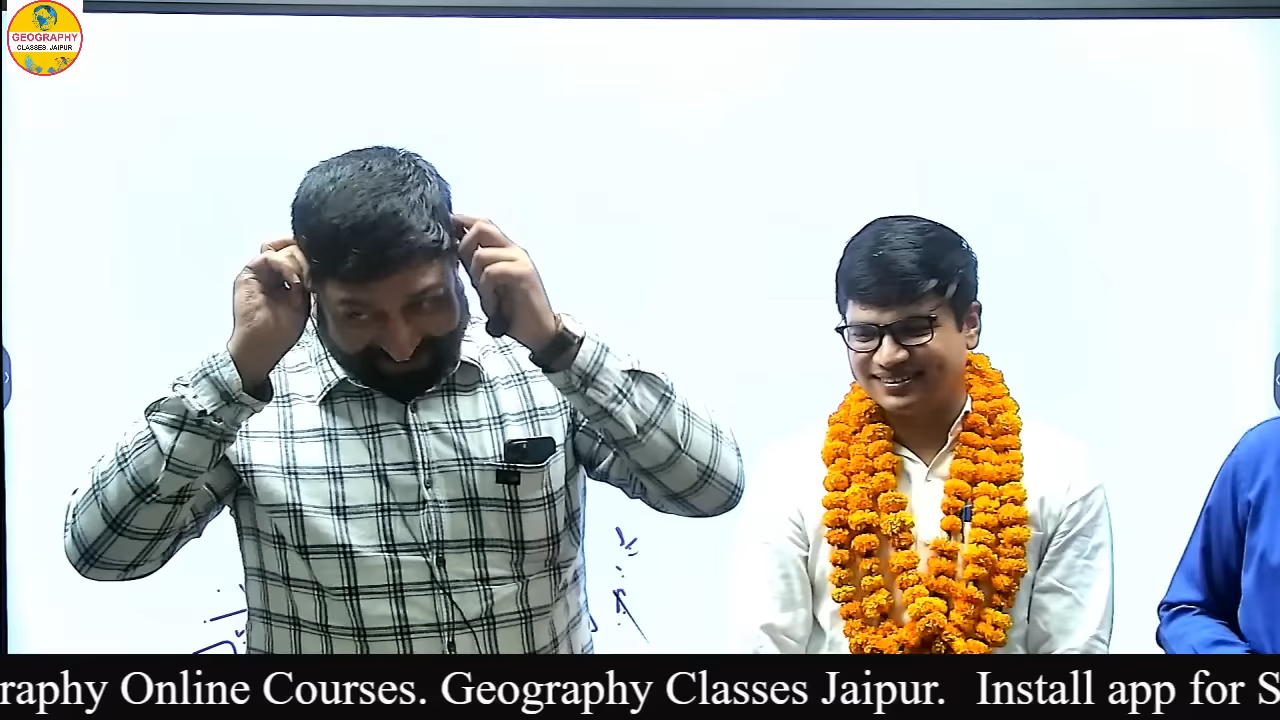 GEOGRAPHY
CLASSES JAIPUR
raphy Online Courses. Geography Classes Jaipur. Install app for S